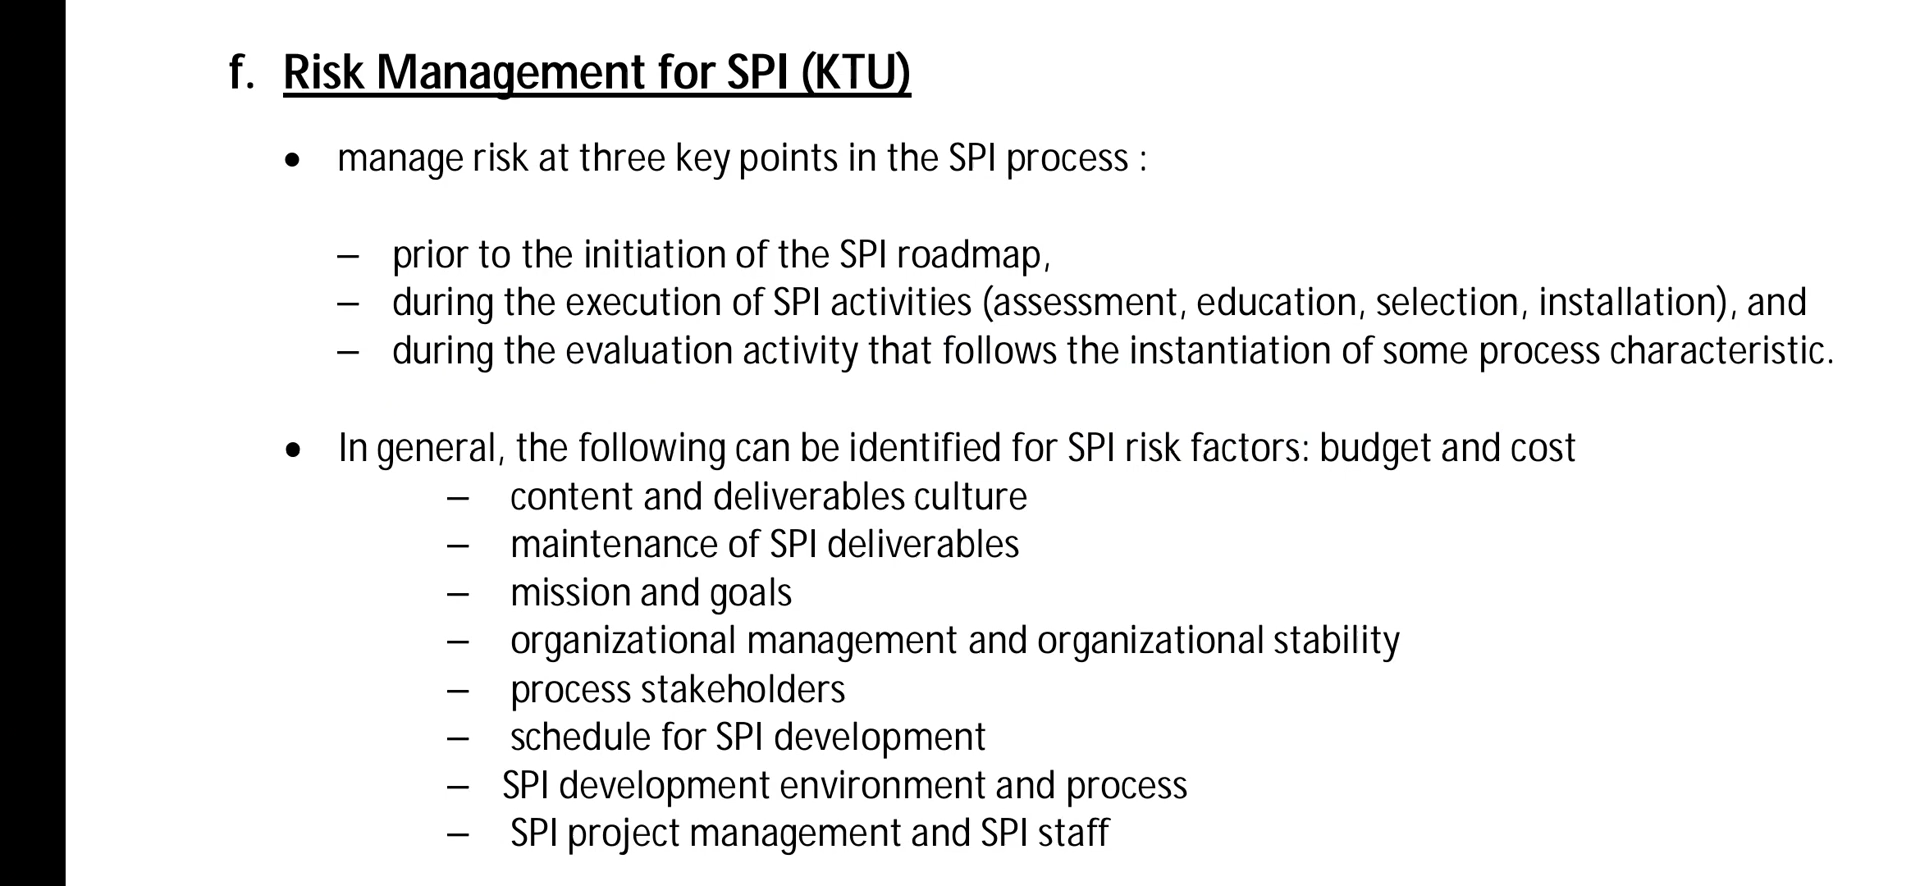 f. Risk Management for SPI (KTU)
• manage risk at three key points in the SPI process :
– prior to the initiation of the SPI roadmap,
– during the execution of SPI activities (assessment, education, selection, installation), and
– during the evaluation activity that follows the instantiation of some process characteristic.
• In general, the following can be identified for SPI risk factors: budget and cost
– content and deliverables culture
– maintenance of SPI deliverables
– mission and goals
– organizational management and organizational stability
– process stakeholders
– schedule for SPI development
– SPI development environment and process
– SPI project management and SPI staff